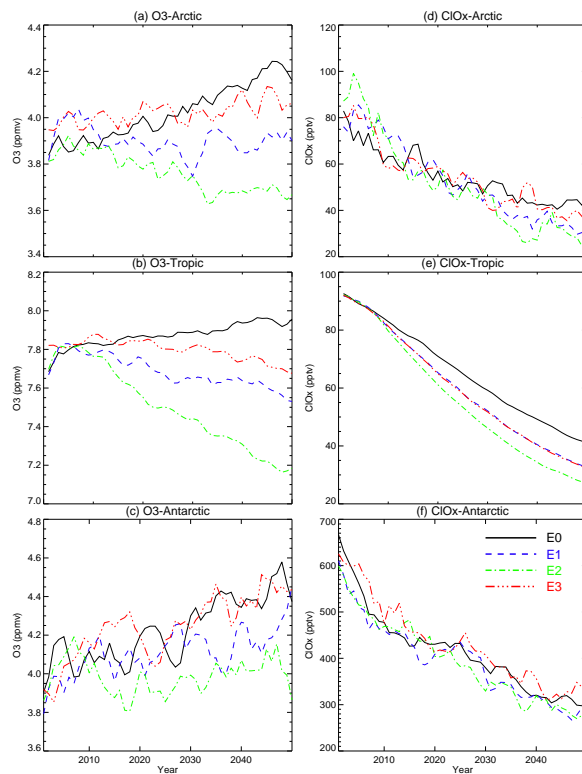 (a) O3-Arctic
4.4
4.2
4.0
3.8
3.6
3.4
O3 (ppmv)
(d) ClOx-Arctic
120
100
80
60
40
20
ClOx (pptv)
(b) O3-Tropic
8.2
8.0
7.8
7.6
7.4
7.2
7.0
O3 (ppmv)
(e) ClOx-Tropic
100
80
60
40
20
ClOx (pptv)
(c) O3-Antarctic
4.8
4.6
4.4
4.2
4.0
3.8
3.6
O3 (ppmv)
2010 2020 2030 2040
Year
(f) ClOx-Antarctic
700
600
500
400
300
200
ClOx (pptv)
E0
E1
E2
E3
2010 2020 2030 2040
Year